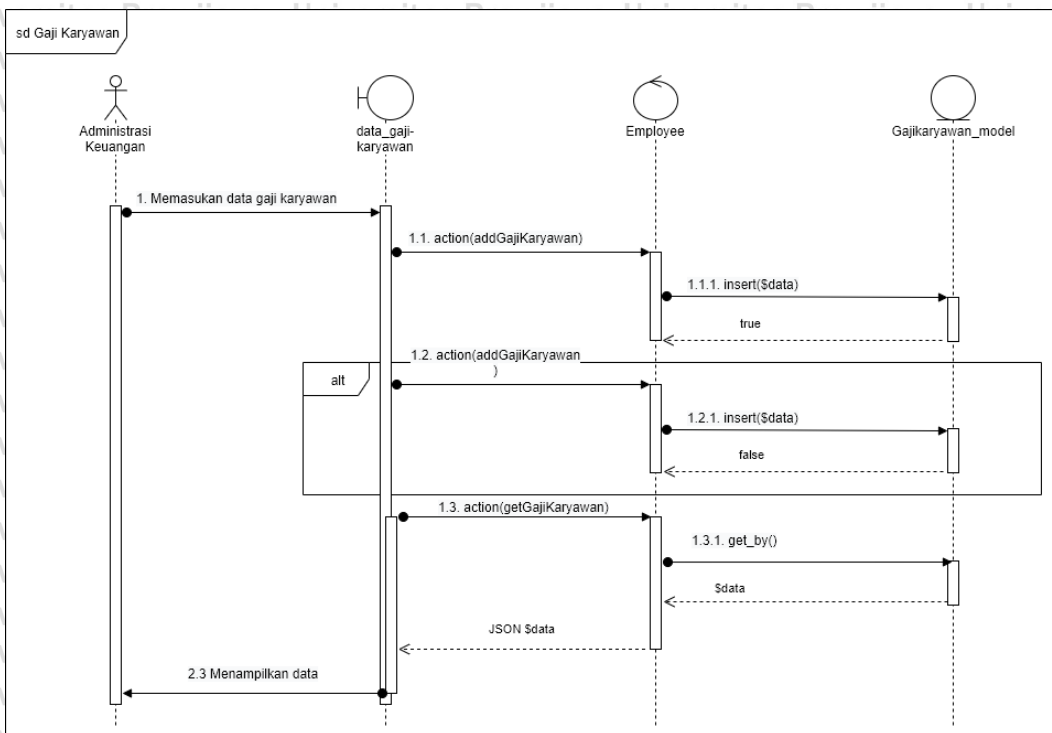 sd Gaji Karyawan
Administrasi
Keuangan
data_gaji-
karyawan
Employee
Gajikaryawan_model
1. Memasukan data gaji karyawan
1.1. action(addGajiKaryawan)
1.1.1. insert($data)
true
alt
1.2. action(addGajiKaryawan
)
1.2.1. insert($data)
false
1.3. action(getGajiKaryawan)
1.3.1. get_by()
$data
JSON $data
2.3 Menampilkan data